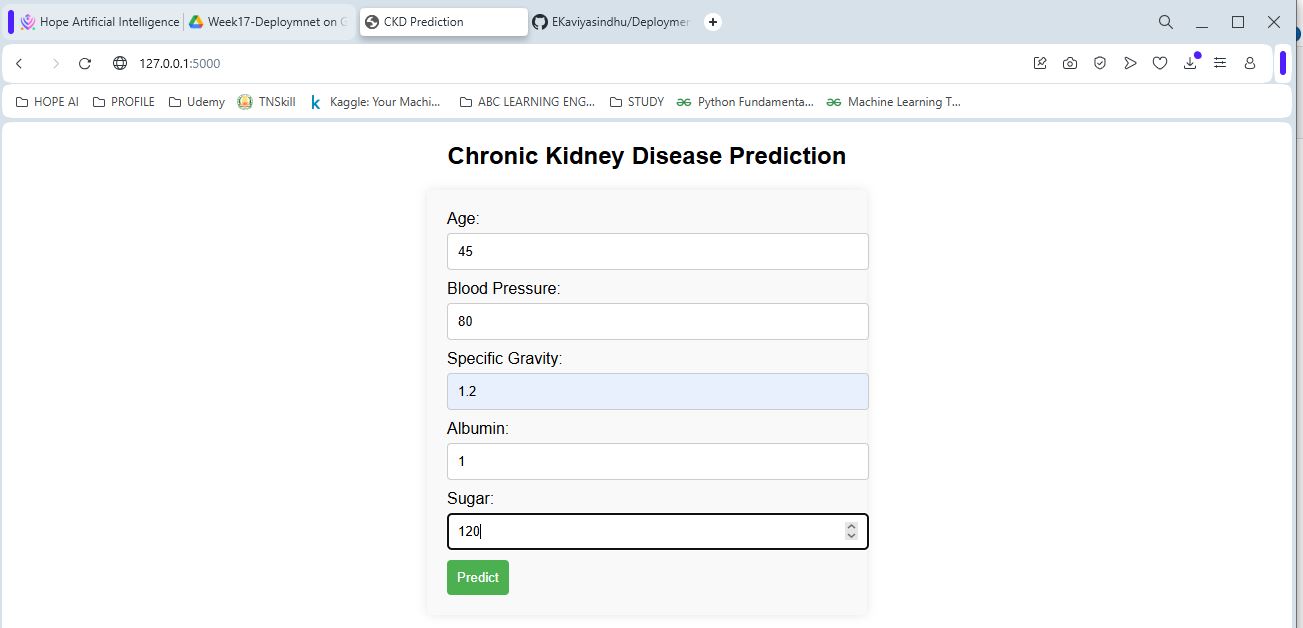 Hope Artificial Intelligence
Week17-Deploymnet on G
CKD Prediction
EKaviyasindhu/Deploymer
127.0.0.1:5000
HOPE AI
PROFILE
Udemy
TNSkill
Kaggle: Your Machi...
ABC LEARNING ENG...
STUDY
Python Fundamenta...
Machine Learning T...
Chronic Kidney Disease Prediction
Age:
45
Blood Pressure:
80
Specific Gravity:
1.2
Albumin:
1
Sugar:
120
Predict